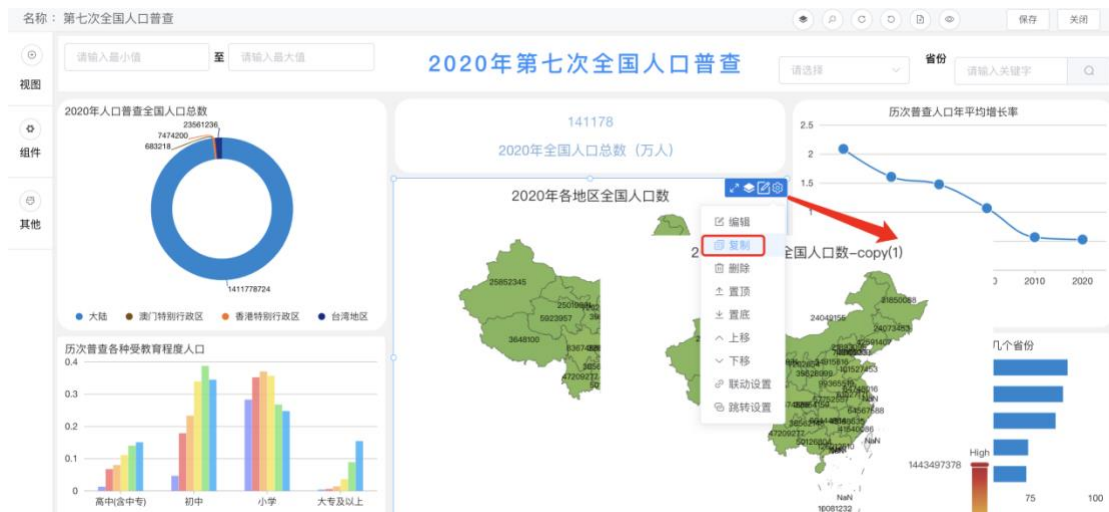 名称： 第七次全国人口普查
保存
关闭
视图
组件
其他
请输入最小值
至
请输入最大值
2020年第七次全国人口普查
请选择
省份
请输入关键字
2020年人口普查全国人口总数
23561236
7474200
683218
1411778724
大陆
澳门特别行政区
香港特别行政区
台湾地区
141178
2020年全国人口总数（万人）
历次普查人口年平均增长率
2.5
2
1.5
1
2010
2020
2020年各地区全国人口数
编辑
复制
删除
置顶
置底
上移
下移
联动设置
跳转设置
全国人口数-copy(1)
25852345
5923957
3648100
47209277
21850088
24049155
24073453
47209277
50126804
NaN
NaN
16081232
High
1443497378
历次普查各种受教育程度人口
0.4
0.3
0.2
0.1
0
高中(含中专)
初中
小学
大专及以上
几个省份
75
100